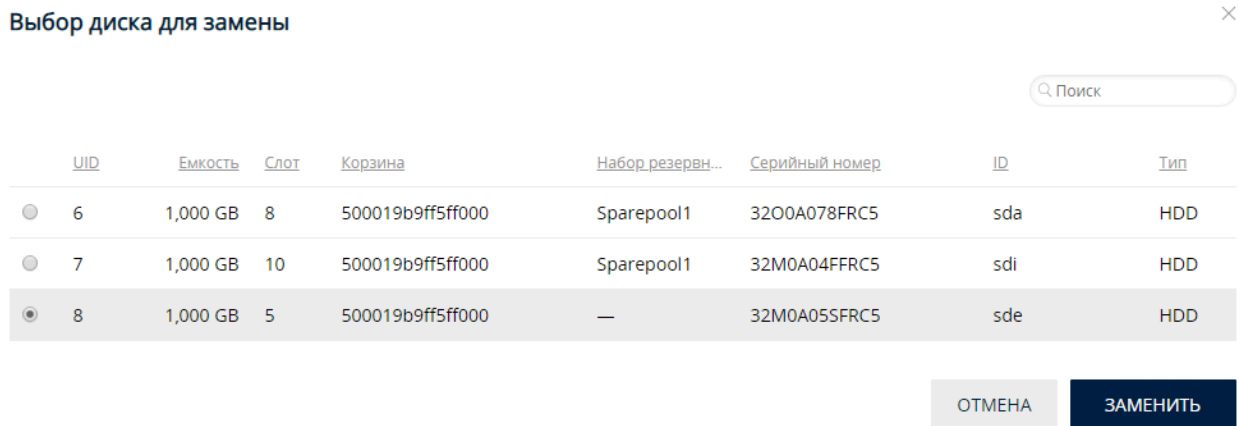 Выбор диска для замены
Поиск
UID Емкость Слот Корзина Набор резервн... Серийный номер ID Тип
6 1,000 GB 8 500019b9ff5ff000 Sparepool1 32O0A078FRC5 sda HDD
7 1,000 GB 10 500019b9ff5ff000 Sparepool1 32M0A04FFRC5 sdi HDD
8 1,000 GB 5 500019b9ff5ff000 — 32M0A05SFRC5 sde HDD
ОТМЕНА ЗАМЕНИТЬ